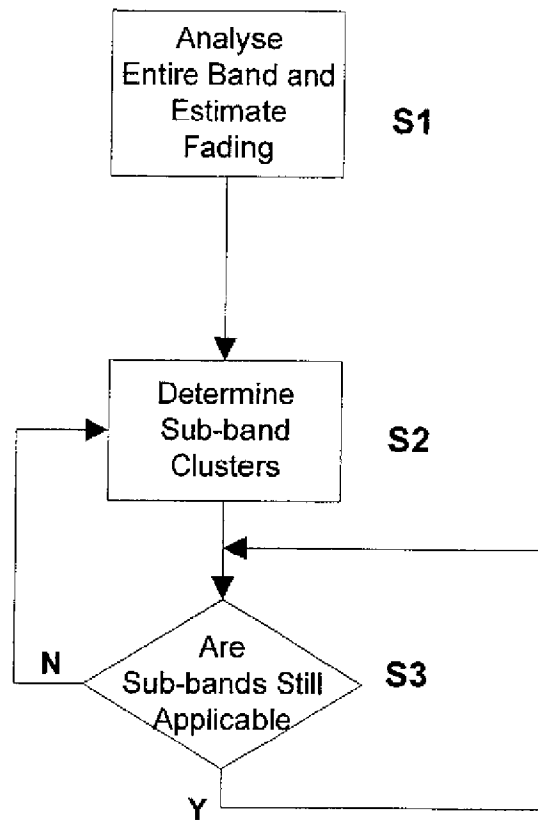 Analyse
Entire Band and
Estimate
Fading
S1
Determine
Sub-band
Clusters
S2
Are
Sub-bands Still
Applicable
S3
N
Y